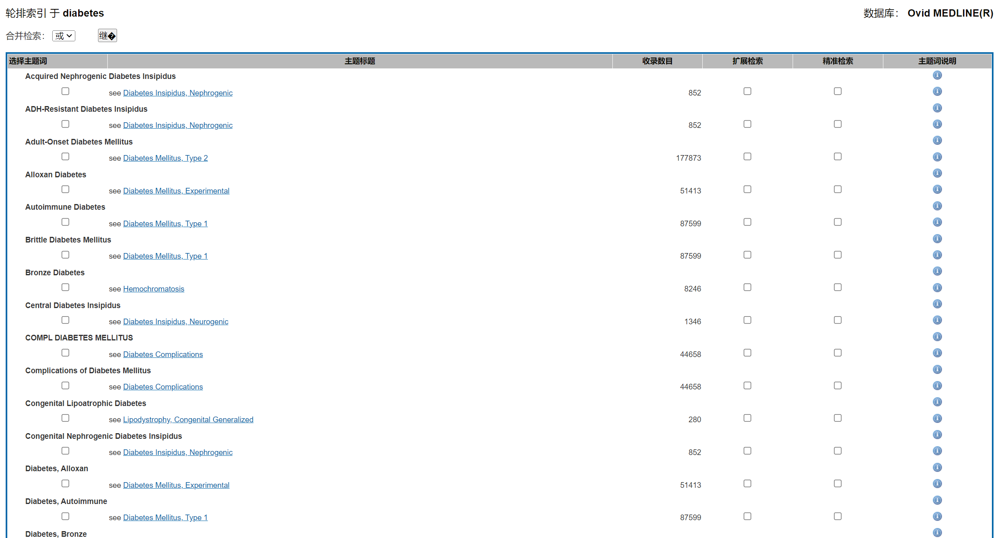 轮排索引 于 diabetes 数据库： Ovid MEDLINE(R)
合并检索： 或 继�
选择主题词 主题标题 收录数目 扩展检索 精准检索 主题词说明
Acquired Nephrogenic Diabetes Insipidus
see Diabetes Insipidus, Nephrogenic 852
ADH-Resistant Diabetes Insipidus
see Diabetes Insipidus, Nephrogenic 852
Adult-Onset Diabetes Mellitus
see Diabetes Mellitus, Type 2 177873
Alloxan Diabetes
see Diabetes Mellitus, Experimental 51413
Autoimmune Diabetes
see Diabetes Mellitus, Type 1 87599
Brittle Diabetes Mellitus
see Diabetes Mellitus, Type 1 87599
Bronze Diabetes
see Hemochromatosis 8246
Central Diabetes Insipidus
see Diabetes Insipidus, Neurogenic 1346
COMPL DIABETES MELLITUS
see Diabetes Complications 44658
Complications of Diabetes Mellitus
see Diabetes Complications 44658
Congenital Lipoatrophic Diabetes
see Lipodystrophy, Congenital Generalized 280
Congenital Nephrogenic Diabetes Insipidus
see Diabetes Insipidus, Nephrogenic 852
Diabetes, Alloxan
see Diabetes Mellitus, Experimental 51413
Diabetes, Autoimmune
see Diabetes Mellitus, Type 1 87599
Diabetes, Bronze